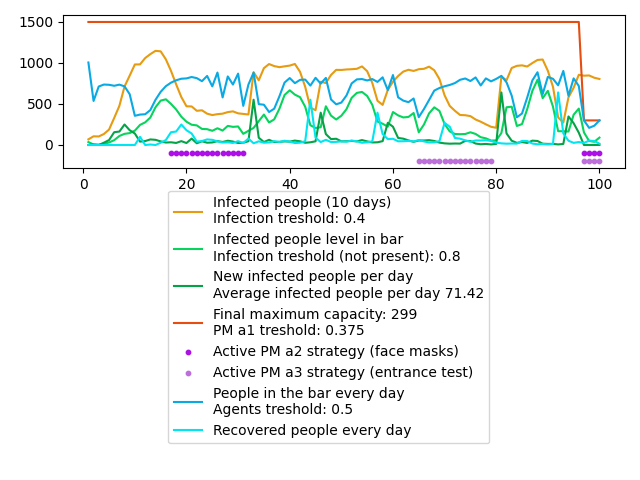 1500
1000
500
0
0
20
40
60
80
100
Infected people (10 days)
Infection treshold: 0.4
Infected people level in bar
Infection treshold (not present): 0.8
New infected people per day
Average infected people per day 71.42
Final maximum capacity: 299
PM a1 treshold: 0.375
Active PM a2 strategy (face masks)
Active PM a3 strategy (entrance test)
People in the bar every day
Agents treshold: 0.5
Recovered people every day